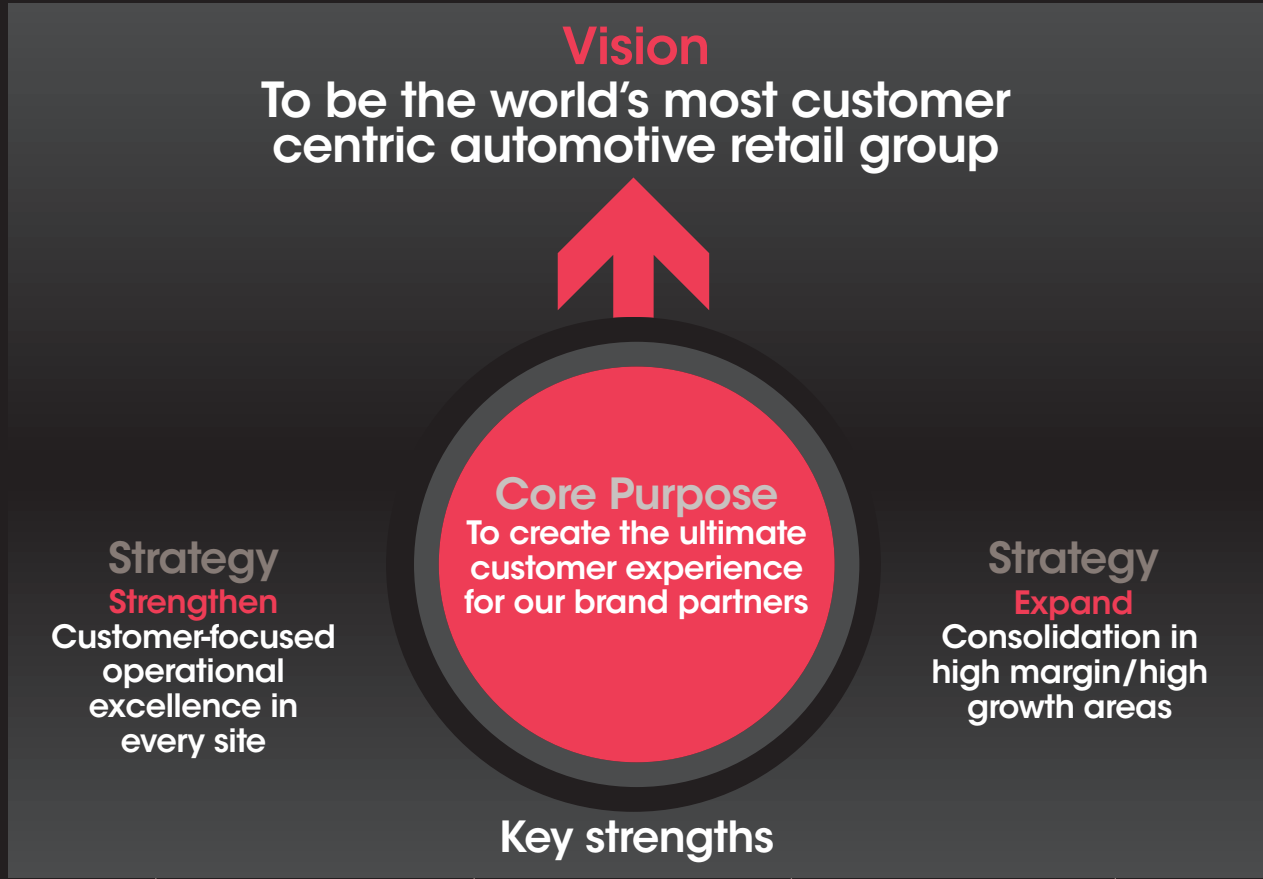 Vision
To be the world's most customer
centric automotive retail group
Core Purpose
To create the ultimate
customer experience
for our brand partners
Strategy
Strengthen
Customer-focused
operational
excellence in
every site
Strategy
Expand
Consolidation in
high margin/high
growth areas
Key strengths